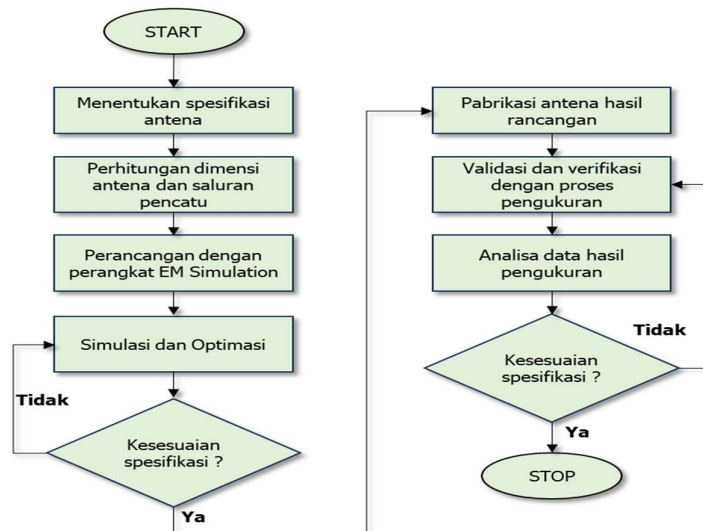 START
Menentukan spesifikasi
antena
Perhitungan dimensi
antena dan saluran
pencatu
Perancangan dengan
perangkat EM Simulation
Simulasi dan Optimasi
Tidak
Kesesuaian
spesifikasi ?
Ya
Pabrikasi antena hasil
rancangan
Validasi dan verifikasi
dengan proses
pengukuran
Analisa data hasil
pengukuran
Tidak
Kesesuaian
spesifikasi ?
Ya
STOP